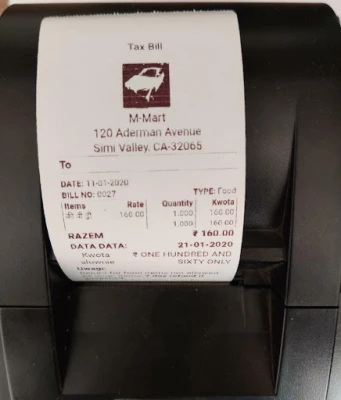 Tax Bill
M-Mart
120 Aderman Avenue
Simi Valley. CA-32065
To
DATE: 11-01-2020
BILL NO: 0027 TYPE: Food
Items Rate Quantity Kwota
160.00 1.000 160.00
1.000 160.00
RAZEM ₹ 160.00
DATA DATA: 21-01-2020
Kwota ₹ ONE HUNDRED AND
słownie SIXTY ONLY